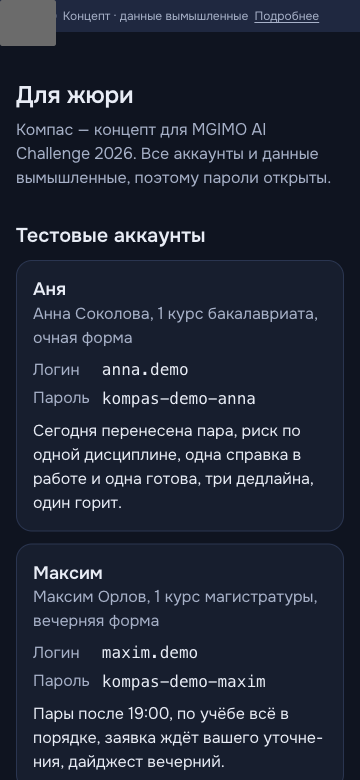 Концепт · данные вымышленные Подробнее
Для жюри
Компас — концепт для MGIMO AI
Challenge 2026. Все аккаунты и данные
вымышленные, поэтому пароли открыты.
Тестовые аккаунты
Аня
Анна Соколова, 1 курс бакалавриата,
очная форма
Логин anna.demo
Пароль kompas-demo-anna
Сегодня перенесена пара, риск по
одной дисциплине, одна справка в
работе и одна готова, три дедлайна,
один горит.
Максим
Максим Орлов, 1 курс магистратуры,
вечерняя форма
Логин maxim.demo
Пароль kompas-demo-maxim
Пары после 19:00, по учёбе всё в
порядке, заявка ждёт вашего уточне-
ния, дайджест вечерний.